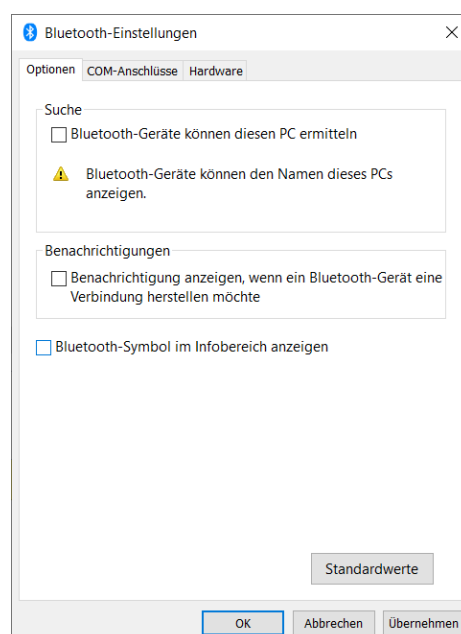 Bluetooth-Einstellungen
Optionen COM-Anschlüsse Hardware
Suche
Bluetooth-Geräte können diesen PC ermitteln
Bluetooth-Geräte können den Namen dieses PCs
anzeigen.
Benachrichtigungen
Benachrichtigung anzeigen, wenn ein Bluetooth-Gerät eine
Verbindung herstellen möchte
Bluetooth-Symbol im Infobereich anzeigen
Standardwerte
OK Abbrechen Übernehmen